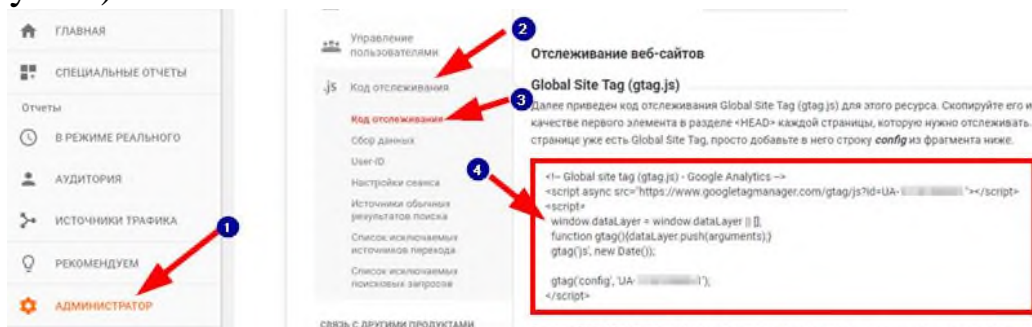 ГЛАВНАЯ
СПЕЦИАЛЬНЫЕ ОТЧЕТЫ
Отчеты
В РЕЖИМЕ РЕАЛЬНОГО
АУДИТОРИЯ
ИСТОЧНИКИ ТРАФИКА
1
РЕКОМЕНДУЕМ
АДМИНИСТРАТОР
2
Управление
пользователями
.js Код отслеживания
3
Код отслеживания
Сбор данных
User-ID
4
Настройки сеанса
Источники обычных
результатов поиска
Список исключаемых
источников перехода
Список исключаемых
поисковых запросов
СВЯЗЬ С ДРУГИМИ ПРОДУКТАМИ
Отслеживание веб-сайтов
Global Site Tag (gtag.js)
Далее приведен код отслеживания Global Site Tag (gtag.js) для этого ресурса. Скопируйте его и
качестве первого элемента в разделе <HEAD> каждой страницы, которую нужно отслеживать.
странице уже есть Global Site Tag, просто добавьте в него строку config из фрагмента ниже.
<!-- Global site tag (gtag.js) - Google Analytics -->
<script async src="https://www.googletagmanager.com/gtag/js?id=UA- "></script>
<script>
window.dataLayer = window.dataLayer || [];
function gtag(){dataLayer.push(arguments);}
gtag('js', new Date());
gtag('config', 'UA- 1');
</script>